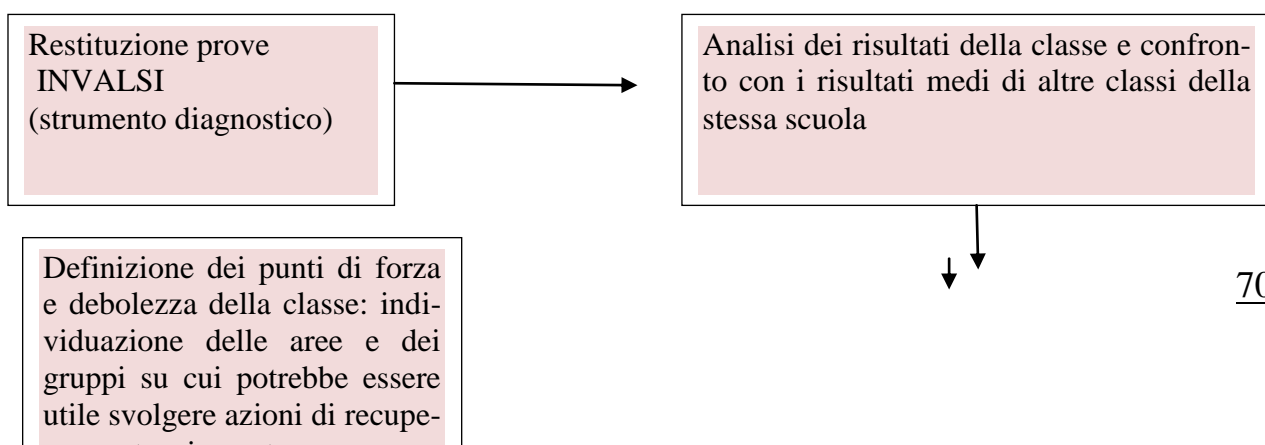 Restituzione prove
INVALSI
(strumento diagnostico)
Analisi dei risultati della classe e confron-
to con i risultati medi di altre classi della
stessa scuola
Definizione dei punti di forza
e debolezza della classe: indi-
viduazione delle aree e dei
gruppi su cui potrebbe essere
utile svolgere azioni di recupe-
70